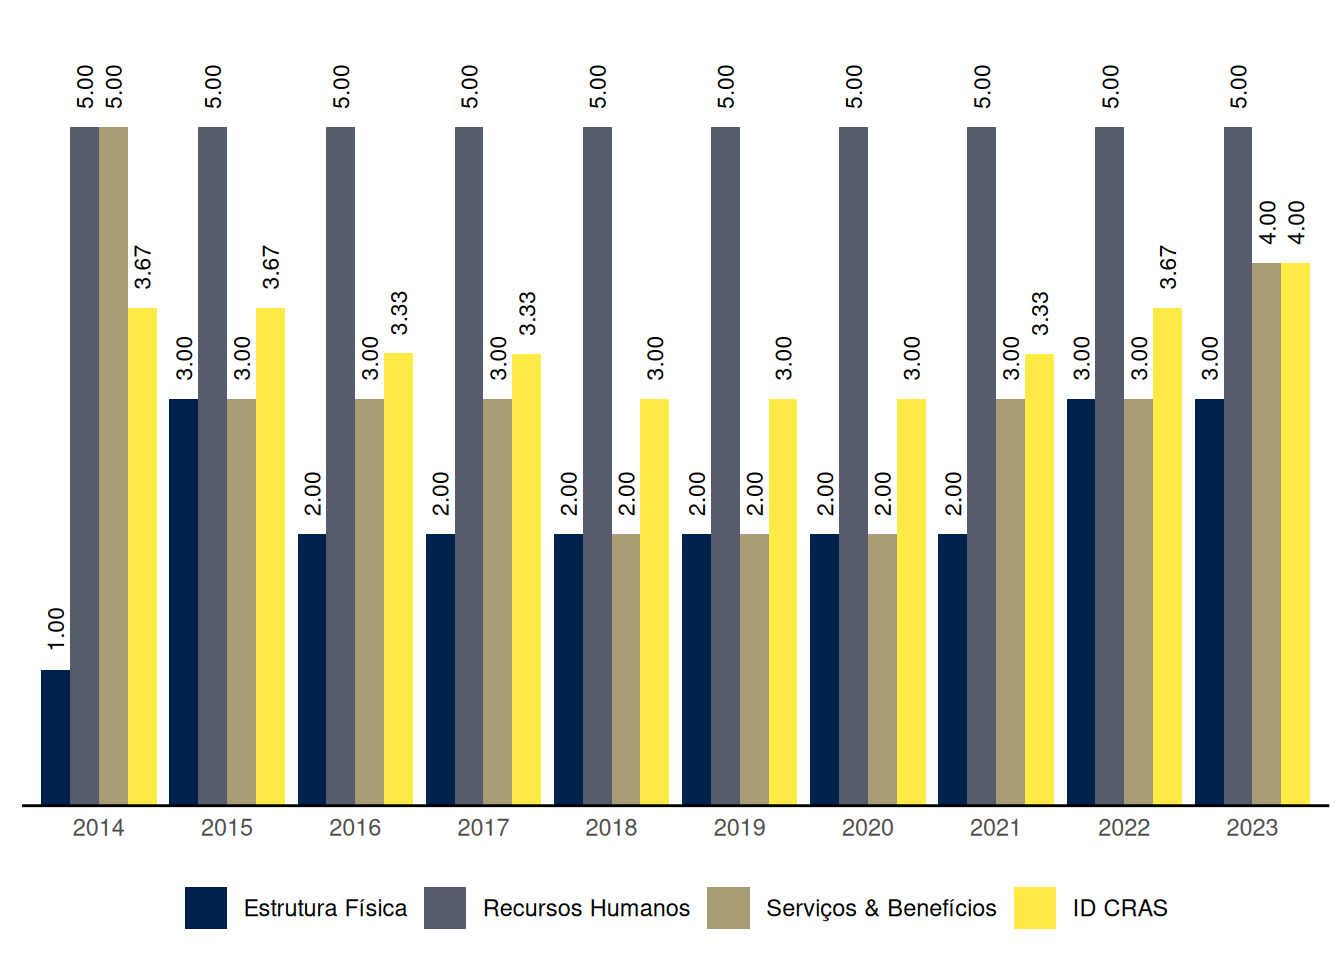 5.00 5.00 5.00 5.00 5.00 5.00 5.00 5.00 5.00 5.00 5.00
4.00 4.00
3.67 3.67 3.67
3.33 3.33 3.33
3.00 3.00 3.00 3.00 3.00 3.00 3.00 3.00 3.00 3.00 3.00
2.00 2.00 2.00 2.00 2.00 2.00 2.00 2.00 2.00
1.00
2014 2015 2016 2017 2018 2019 2020 2021 2022 2023
Estrutura Física Recursos Humanos Serviços & Benefícios ID CRAS